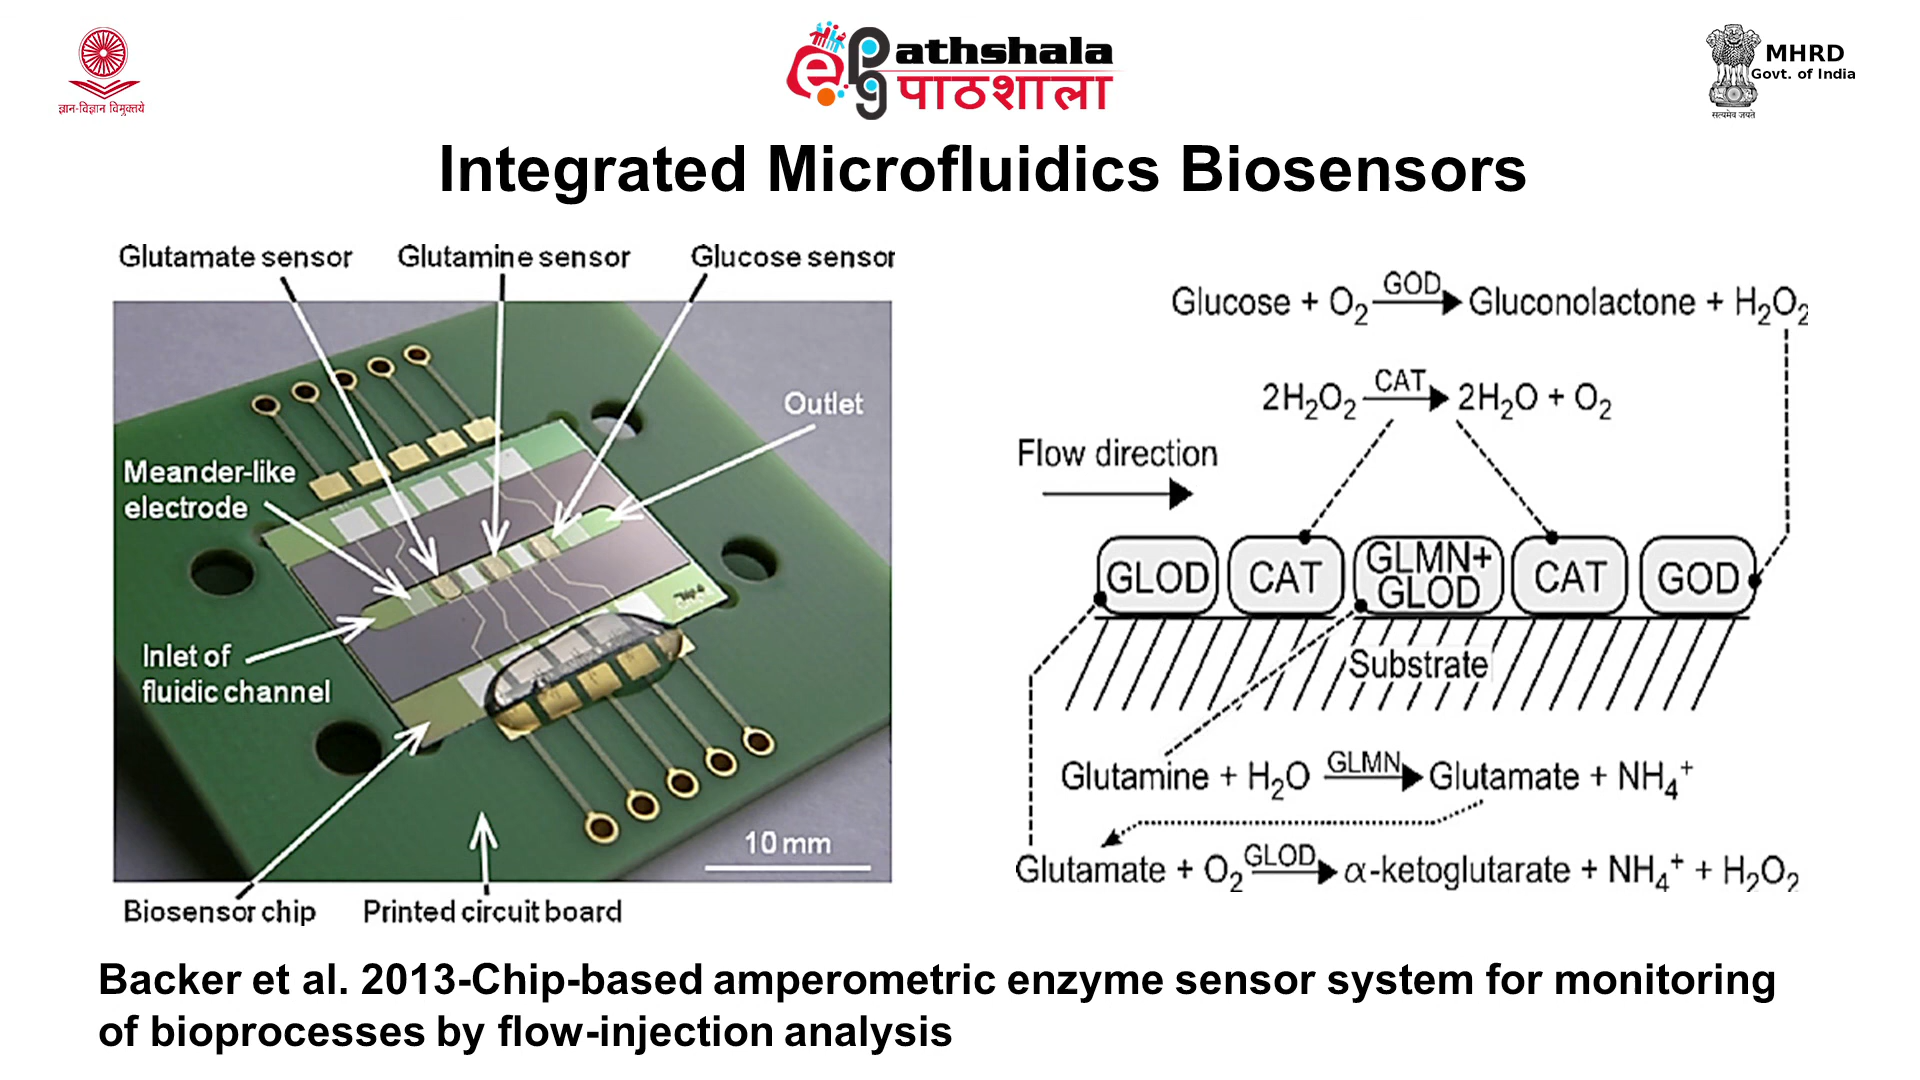 ज्ञान-विज्ञान विमुक्तये
ePathshala
पाठशाला
MHRD
Govt. of India
सत्यमेव जयते
Integrated Microfluidics Biosensors
Glutamate sensor
Glutamine sensor
Glucose sensor
Outlet
Meander-like
electrode
Inlet of
fluidic channel
10 mm
Biosensor chip
Printed circuit board
Glucose + O₂ GOD Gluconolactone + H₂O₂
2H₂O₂ CAT 2H₂O + O₂
Flow direction
GLOD
CAT
GLMN+
GLOD
CAT
GOD
Substrate
Glutamine + H₂O GLMN Glutamate + NH₄⁺
Glutamate + O₂ GLOD α-ketoglutarate + NH₄⁺ + H₂O₂
Backer et al. 2013-Chip-based amperometric enzyme sensor system for monitoring
of bioprocesses by flow-injection analysis